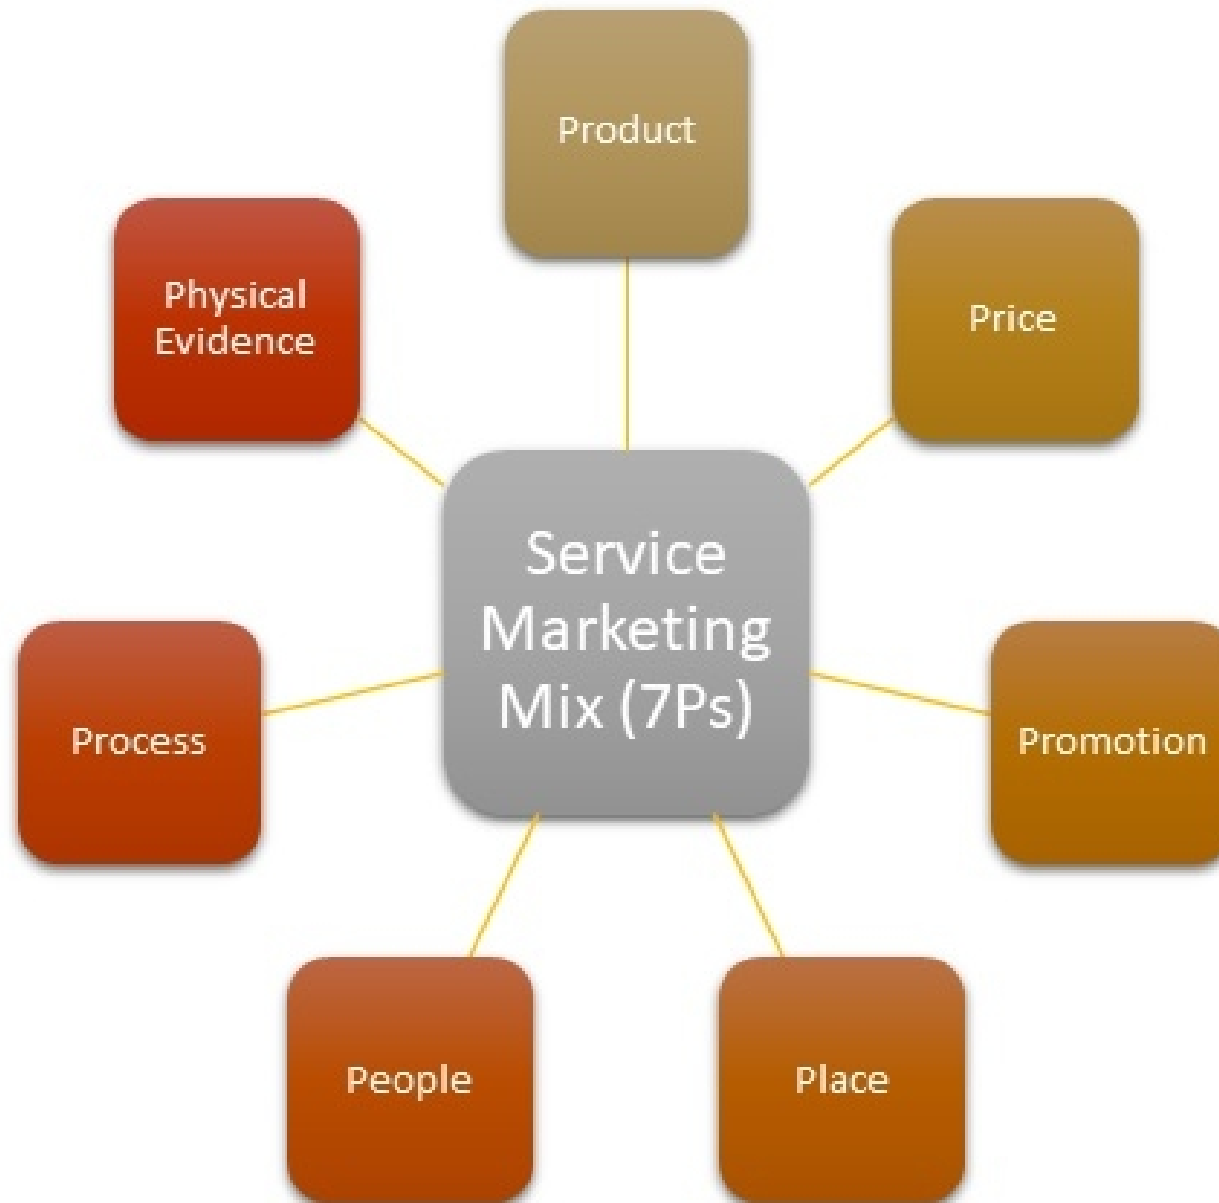 Product
Price
Promotion
Place
People
Process
Physical
Evidence
Service
Marketing
Mix (7Ps)